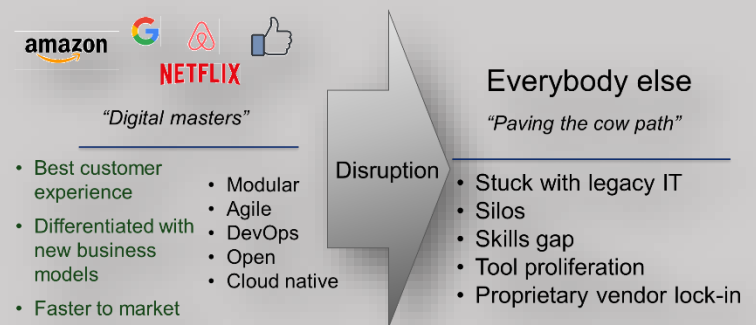 amazon
G
NETFLIX
“Digital masters”
• Best customer
experience
• Differentiated with
new business
models
• Faster to market
• Modular
• Agile
• DevOps
• Open
• Cloud native
Disruption
Everybody else
“Paving the cow path”
• Stuck with legacy IT
• Silos
• Skills gap
• Tool proliferation
• Proprietary vendor lock-in